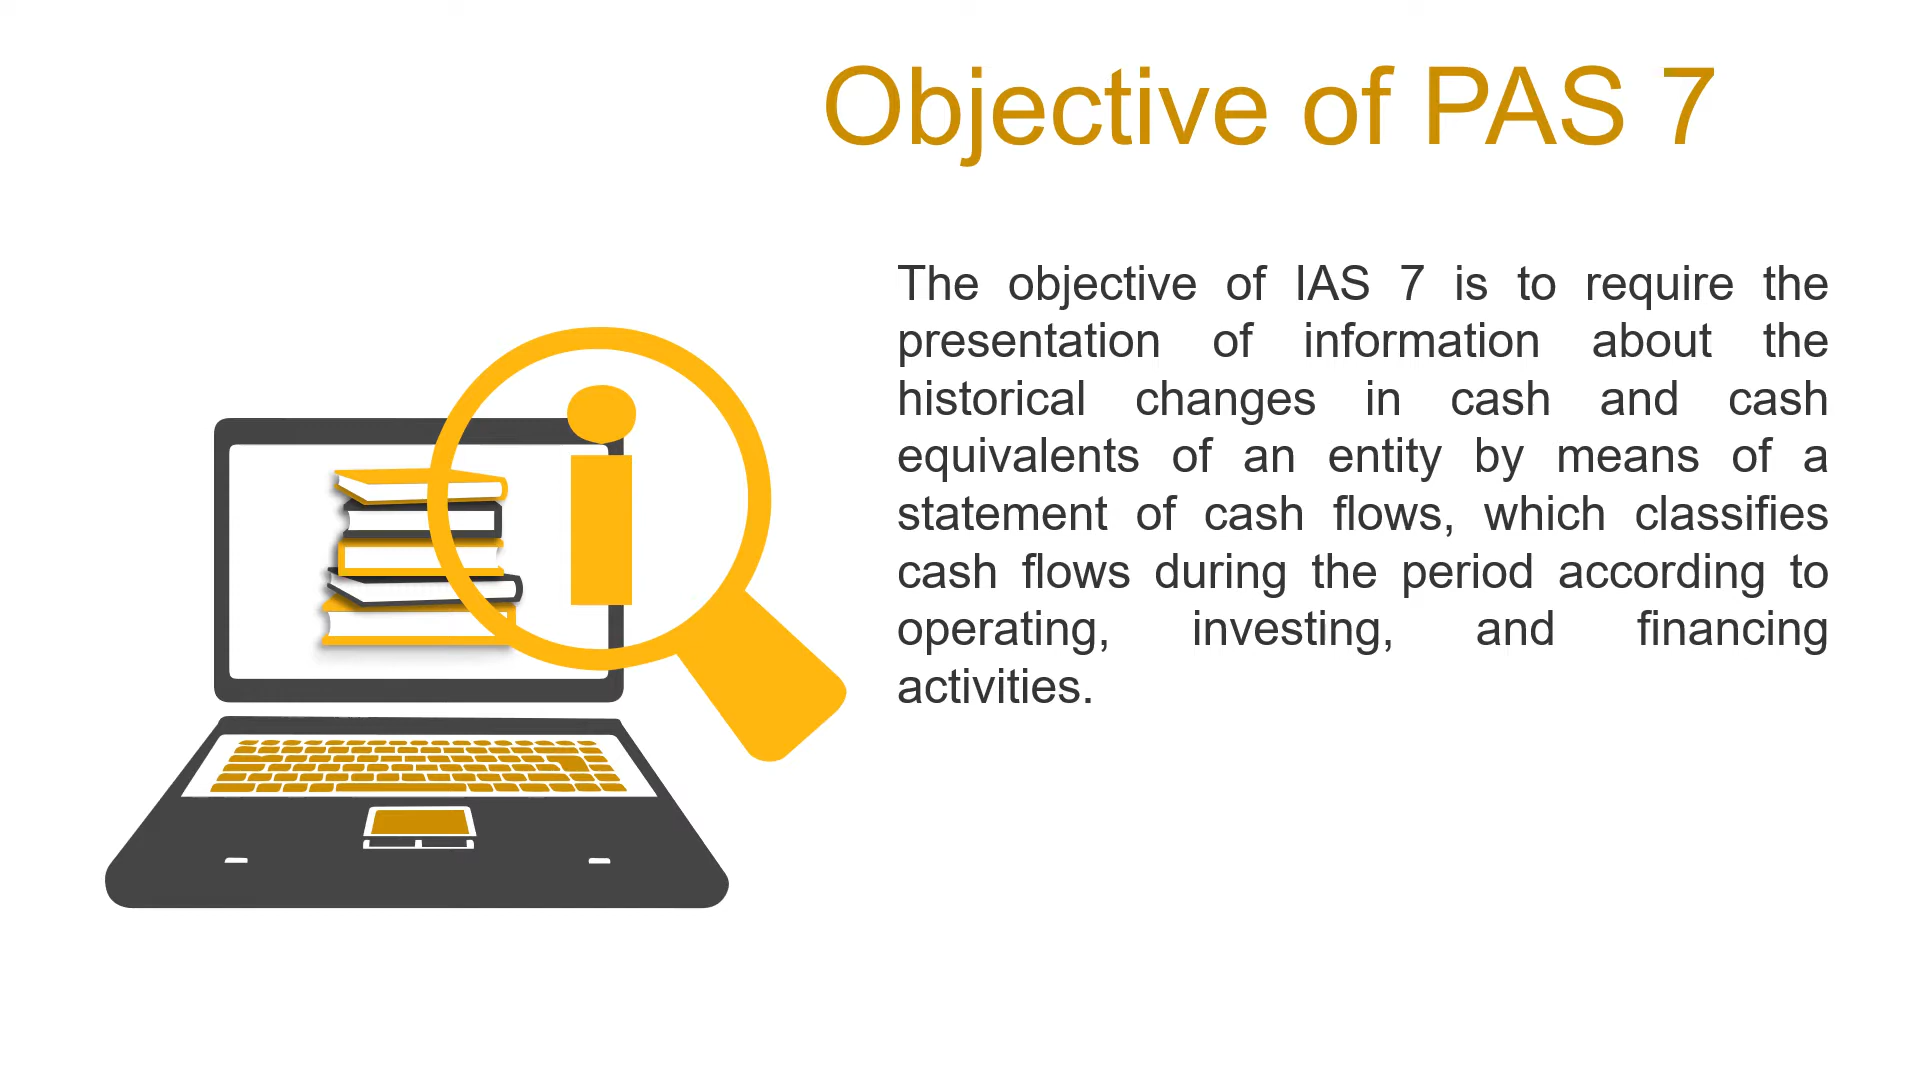 Objective of PAS 7
The objective of IAS 7 is to require the
presentation of information about the
historical changes in cash and cash
equivalents of an entity by means of a
statement of cash flows, which classifies
cash flows during the period according to
operating, investing, and financing
activities.
i